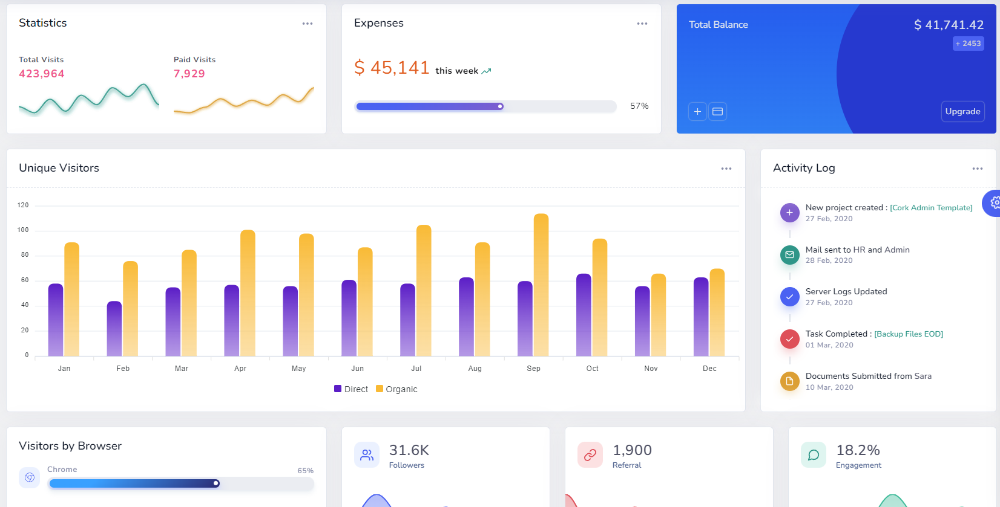 Statistics
Total Visits
423,964
Paid Visits
7,929
Expenses
$ 45,141 this week
57%
Total Balance
$ 41,741.42
+ 2453
Upgrade
Unique Visitors
120
100
80
60
40
20
0
Jan Feb Mar Apr May Jun Jul Aug Sep Oct Nov Dec
Direct Organic
Activity Log
New project created : [Cork Admin Template]
27 Feb, 2020
Mail sent to HR and Admin
28 Feb, 2020
Server Logs Updated
27 Feb, 2020
Task Completed : [Backup Files EOD]
01 Mar, 2020
Documents Submitted from Sara
10 Mar, 2020
Visitors by Browser
Chrome 65%
31.6K
Followers
1,900
Referral
18.2%
Engagement